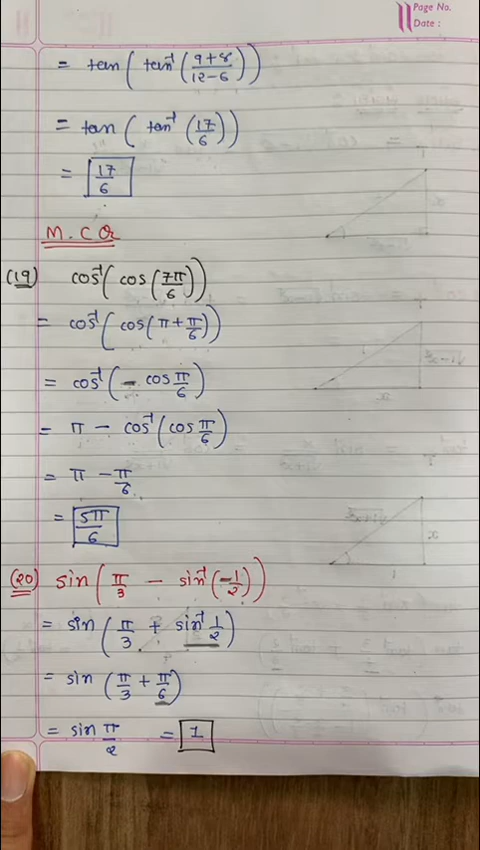 Page No.
Date :
= tan(tan⁻¹((9+8)/(12-6)))
= tan(tan⁻¹(17/6))
= 17/6
M.C.Q
(19) cos⁻¹(cos(7π/6))
= cos⁻¹(cos(π+π/6))
= cos⁻¹(-cos π/6)
= π - cos⁻¹(cos π/6)
= π - π/6
= 5π/6
(20) sin(π/3 - sin⁻¹(-1/2))
= sin(π/3 + sin⁻¹ 1/2)
= sin(π/3 + π/6)
= sin π/2 = 1